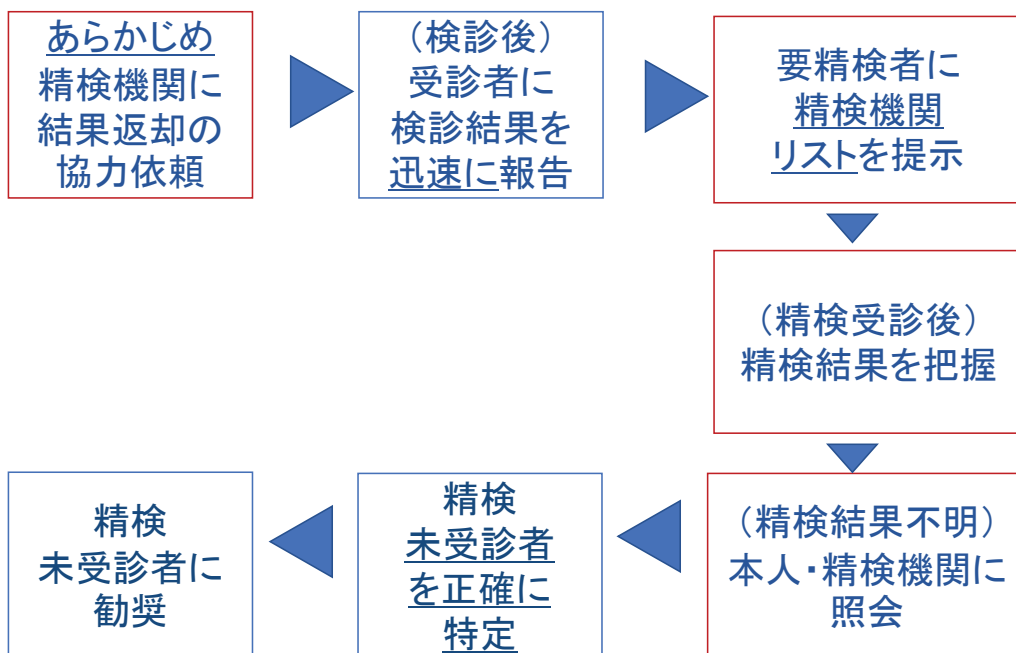 あらかじめ
精検機関に
結果返却の
協力依頼
（検診後）
受診者に
検診結果を
迅速に報告
要精検者に
精検機関
リストを提示
（精検受診後）
精検結果を把握
（精検結果不明）
本人・精検機関に
照会
精検
未受診者
を正確に
特定
精検
未受診者に
勧奨